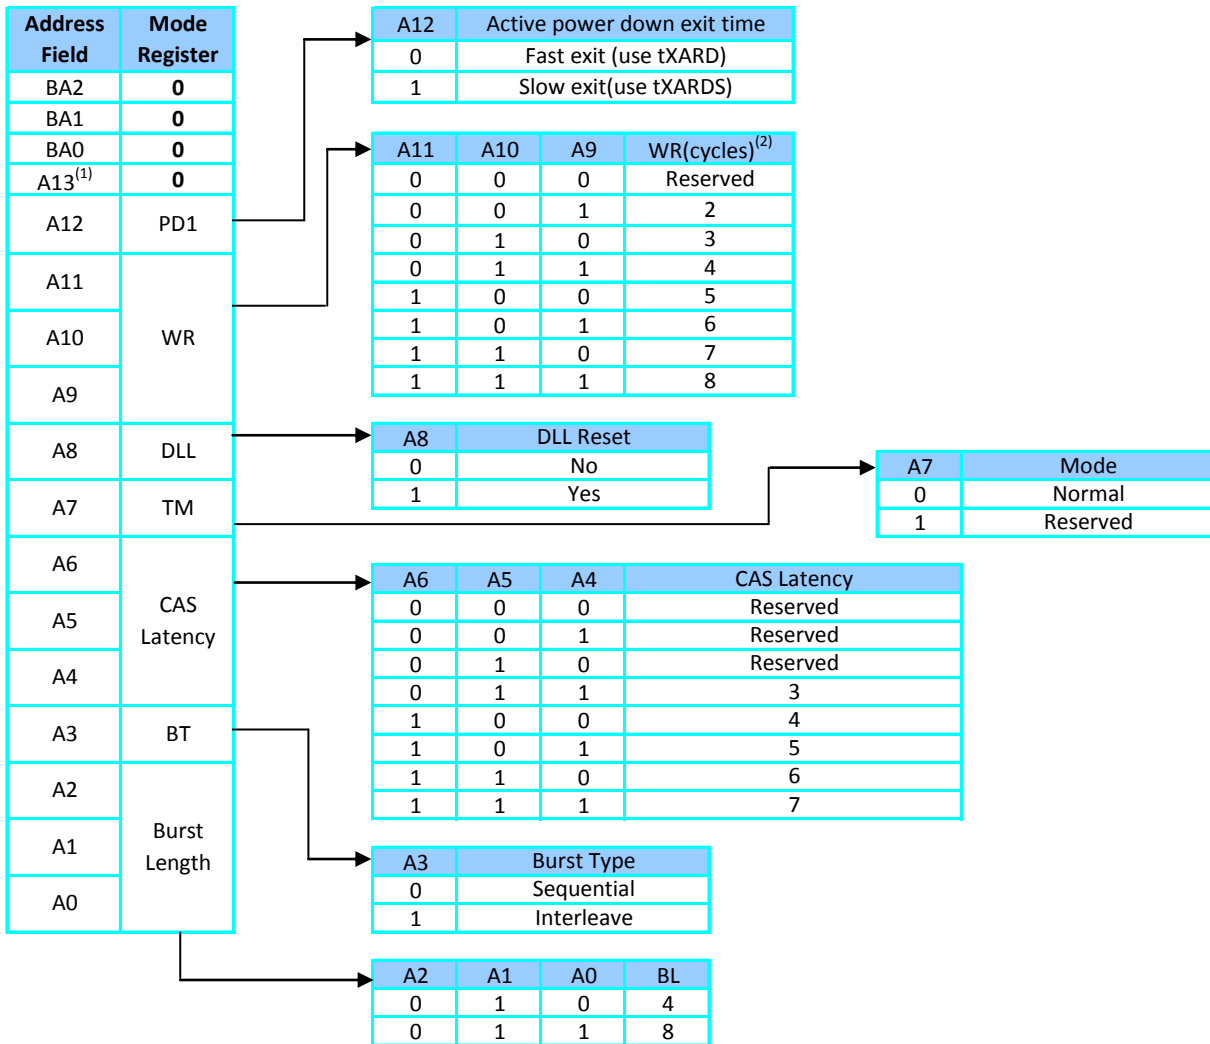 Address Field Mode Register
BA2 0
BA1 0
BA0 0
A13(1) 0
A12 PD1
A11
A10 WR
A9
A8 DLL
A7 TM
A6
A5 CAS Latency
A4
A3 BT
A2
A1 Burst Length
A0
A12 Active power down exit time
0 Fast exit (use tXARD)
1 Slow exit(use tXARDS)
A11 A10 A9 WR(cycles)(2)
0 0 0 Reserved
0 0 1 2
0 1 0 3
0 1 1 4
1 0 0 5
1 0 1 6
1 1 0 7
1 1 1 8
A8 DLL Reset
0 No
1 Yes
A7 Mode
0 Normal
1 Reserved
A6 A5 A4 CAS Latency
0 0 0 Reserved
0 0 1 Reserved
0 1 0 Reserved
0 1 1 3
1 0 0 4
1 0 1 5
1 1 0 6
1 1 1 7
A3 Burst Type
0 Sequential
1 Interleave
A2 A1 A0 BL
0 1 0 4
0 1 1 8